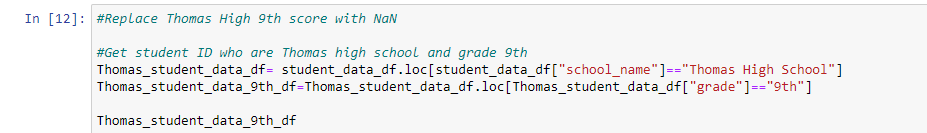 In [12]: #Replace Thomas High 9th score with NaN
#Get student ID who are Thomas high school and grade 9th
Thomas_student_data_df= student_data_df.loc[student_data_df["school_name"]=="Thomas High School"]
Thomas_student_data_9th_df=Thomas_student_data_df.loc[Thomas_student_data_df["grade"]=="9th"]
Thomas_student_data_9th_df